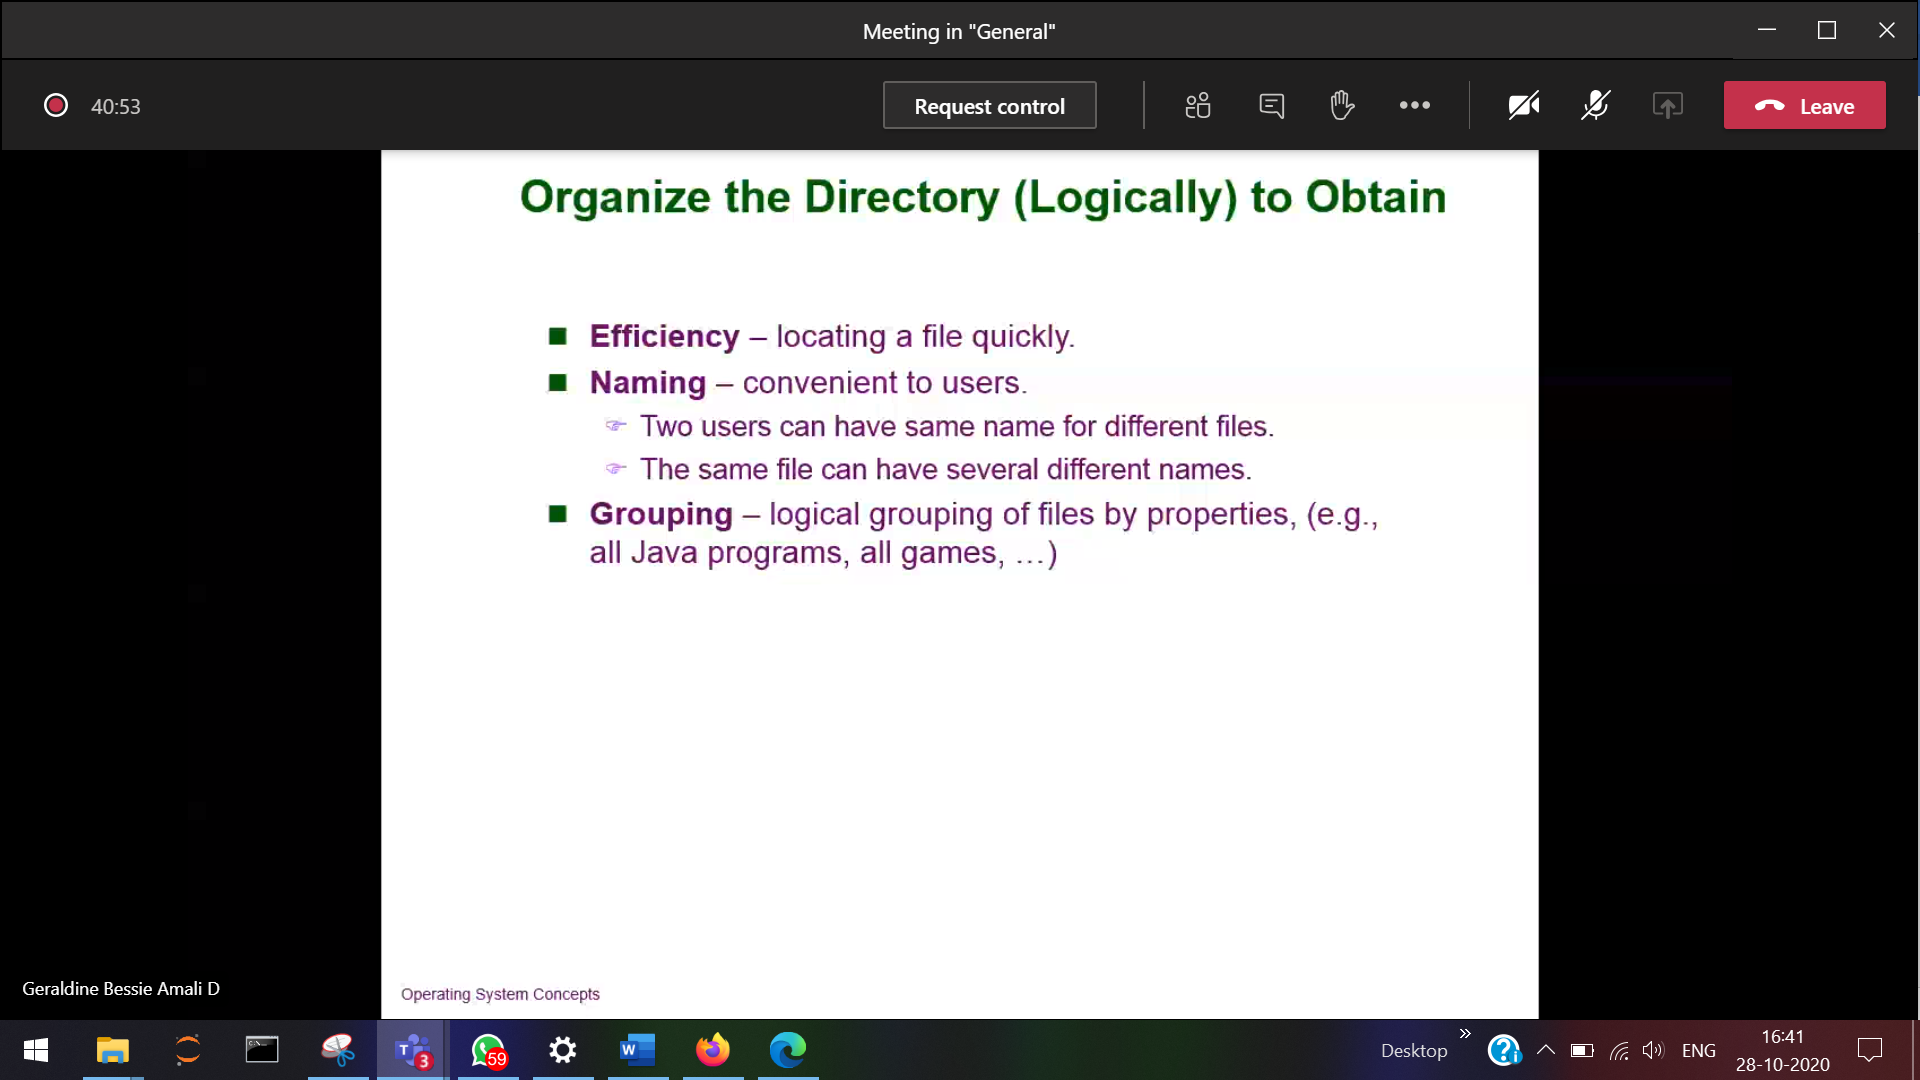 Meeting in "General"
40:53
Request control
Leave
Organize the Directory (Logically) to Obtain
Efficiency – locating a file quickly.
Naming – convenient to users.
Two users can have same name for different files.
The same file can have several different names.
Grouping – logical grouping of files by properties, (e.g.,
all Java programs, all games, …)
Geraldine Bessie Amali D
Operating System Concepts
T
3
59
W
Desktop
ENG
16:41
28-10-2020